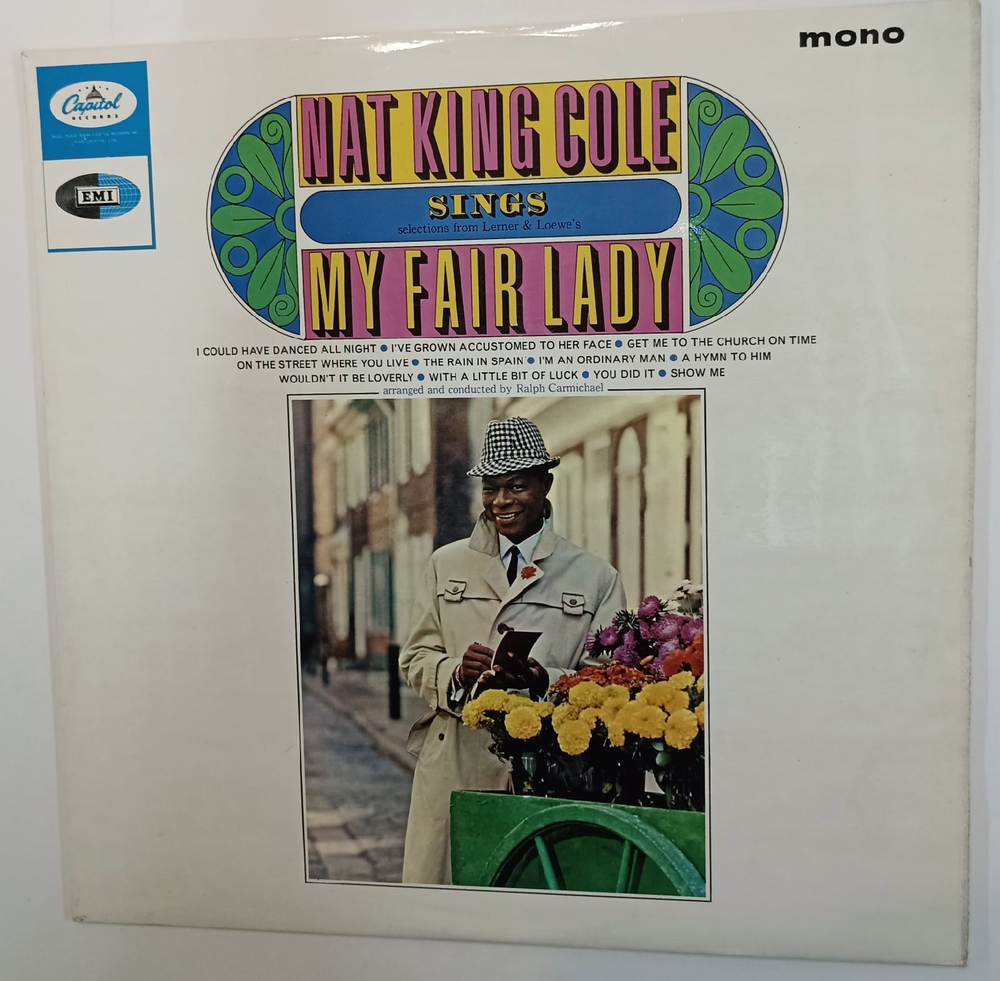 mono
Capitol
RECORDS
EMI
NAT KING COLE
SINGS
selections from Lerner & Loewe's
MY FAIR LADY
I COULD HAVE DANCED ALL NIGHT ● I'VE GROWN ACCUSTOMED TO HER FACE ● GET ME TO THE CHURCH ON TIME
ON THE STREET WHERE YOU LIVE ● THE RAIN IN SPAIN ● I'M AN ORDINARY MAN ● A HYMN TO HIM
WOULDN'T IT BE LOVERLY ● WITH A LITTLE BIT OF LUCK ● YOU DID IT ● SHOW ME
arranged and conducted by Ralph Carmichael